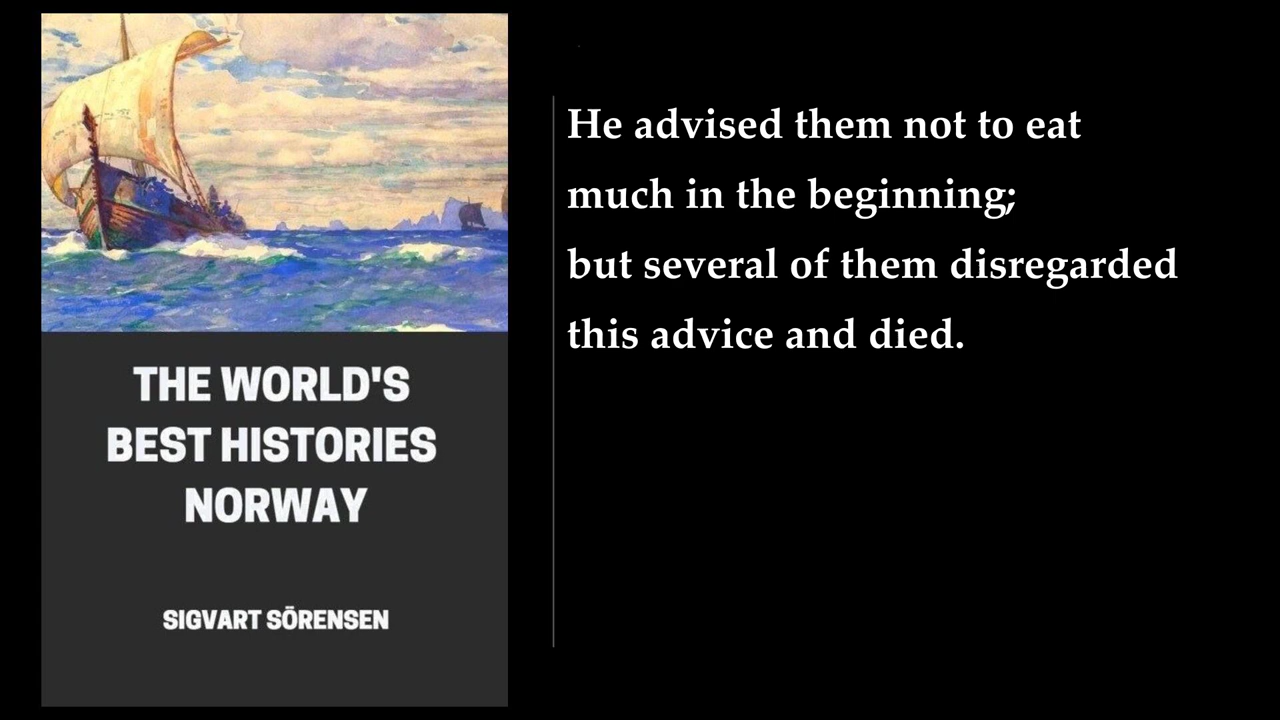 THE WORLD'S
BEST HISTORIES
NORWAY
SIGVART SÖRENSEN
He advised them not to eat
much in the beginning;
but several of them disregarded
this advice and died.